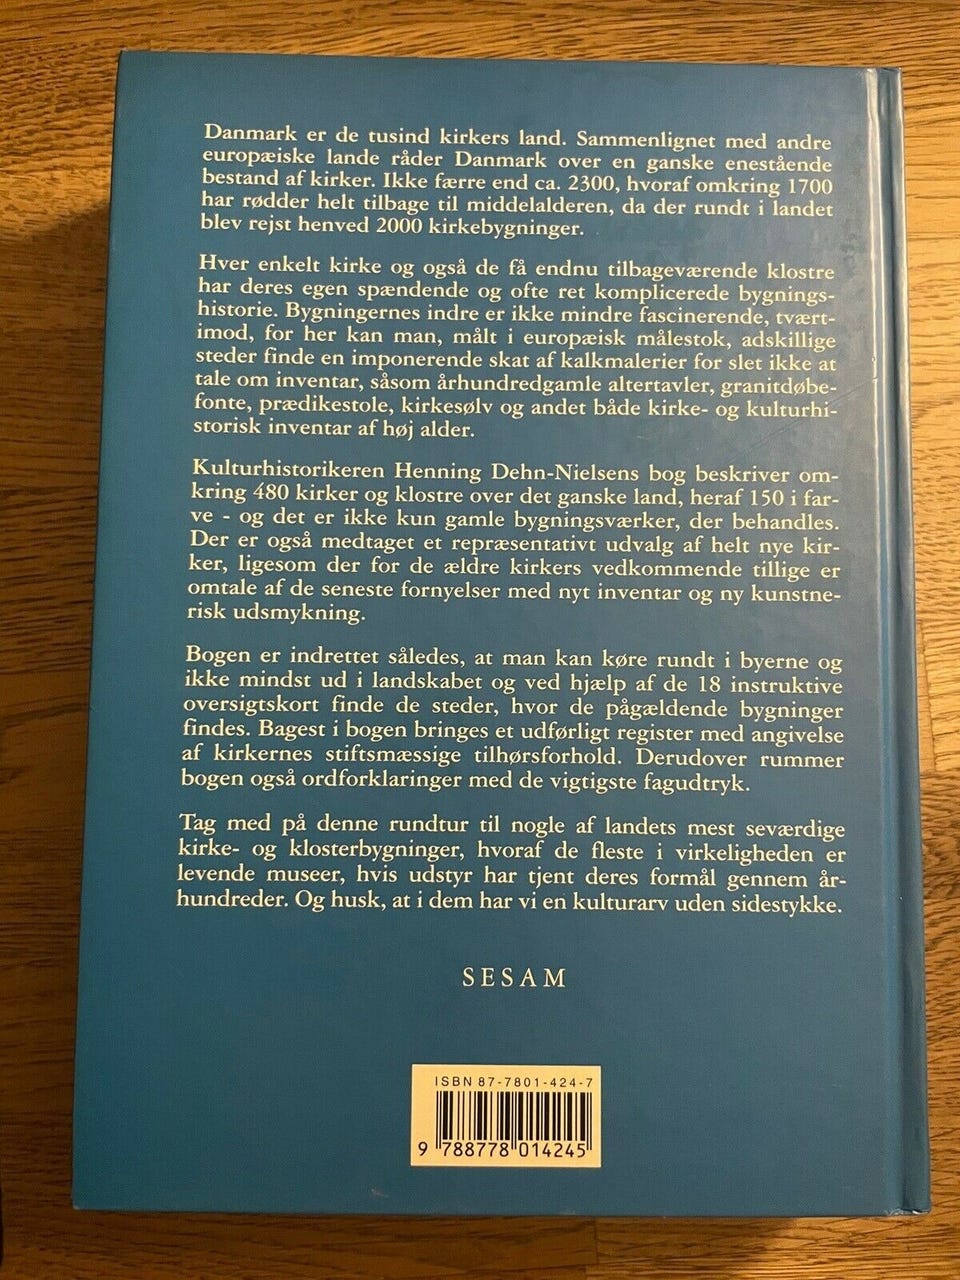 Danmark er de tusind kirkers land. Sammenlignet med andre
europæiske lande råder Danmark over en ganske enestående
bestand af kirker. Ikke færre end ca. 2300, hvoraf omkring 1700
har rødder helt tilbage til middelalderen, da der rundt i landet
blev rejst henved 2000 kirkebygninger.
Hver enkelt kirke og også de få endnu tilbageværende klostre
har deres egen spændende og ofte ret komplicerede bygnings-
historie. Bygningernes indre er ikke mindre fascinerende, tvært-
imod, for her kan man, målt i europæisk målestok, adskillige
steder finde en imponerende skat af kalkmalerier for slet ikke at
tale om inventar, såsom århundredgamle altertavler, granitdøbe-
fonte, prædikestole, kirkesølv og andet både kirke- og kulturhi-
storisk inventar af høj alder.
Kulturhistorikeren Henning Dehn-Nielsens bog beskriver om-
kring 480 kirker og klostre over det ganske land, heraf 150 i far-
ve - og det er ikke kun gamle bygningsværker, der behandles.
Der er også medtaget et repræsentativt udvalg af helt nye kir-
ker, ligesom der for de ældre kirkers vedkommende tillige er
omtale af de seneste fornyelser med nyt inventar og ny kunstne-
risk udsmykning.
Bogen er indrettet således, at man kan køre rundt i byerne og
ikke mindst ud i landskabet og ved hjælp af de 18 instruktive
oversigtskort finde de steder, hvor de pågældende bygninger
findes. Bagest i bogen bringes et udførligt register med angivelse
af kirkernes stiftsmæssige tilhørsforhold. Derudover rummer
bogen også ordforklaringer med de vigtigste fagudtryk.
Tag med på denne rundtur til nogle af landets mest seværdige
kirke- og klosterbygninger, hvoraf de fleste i virkeligheden er
levende museer, hvis udstyr har tjent deres formål gennem år-
hundreder. Og husk, at i dem har vi en kulturarv uden sidestykke.
SESAM
ISBN 87-7801-424-7
9 788778 014245